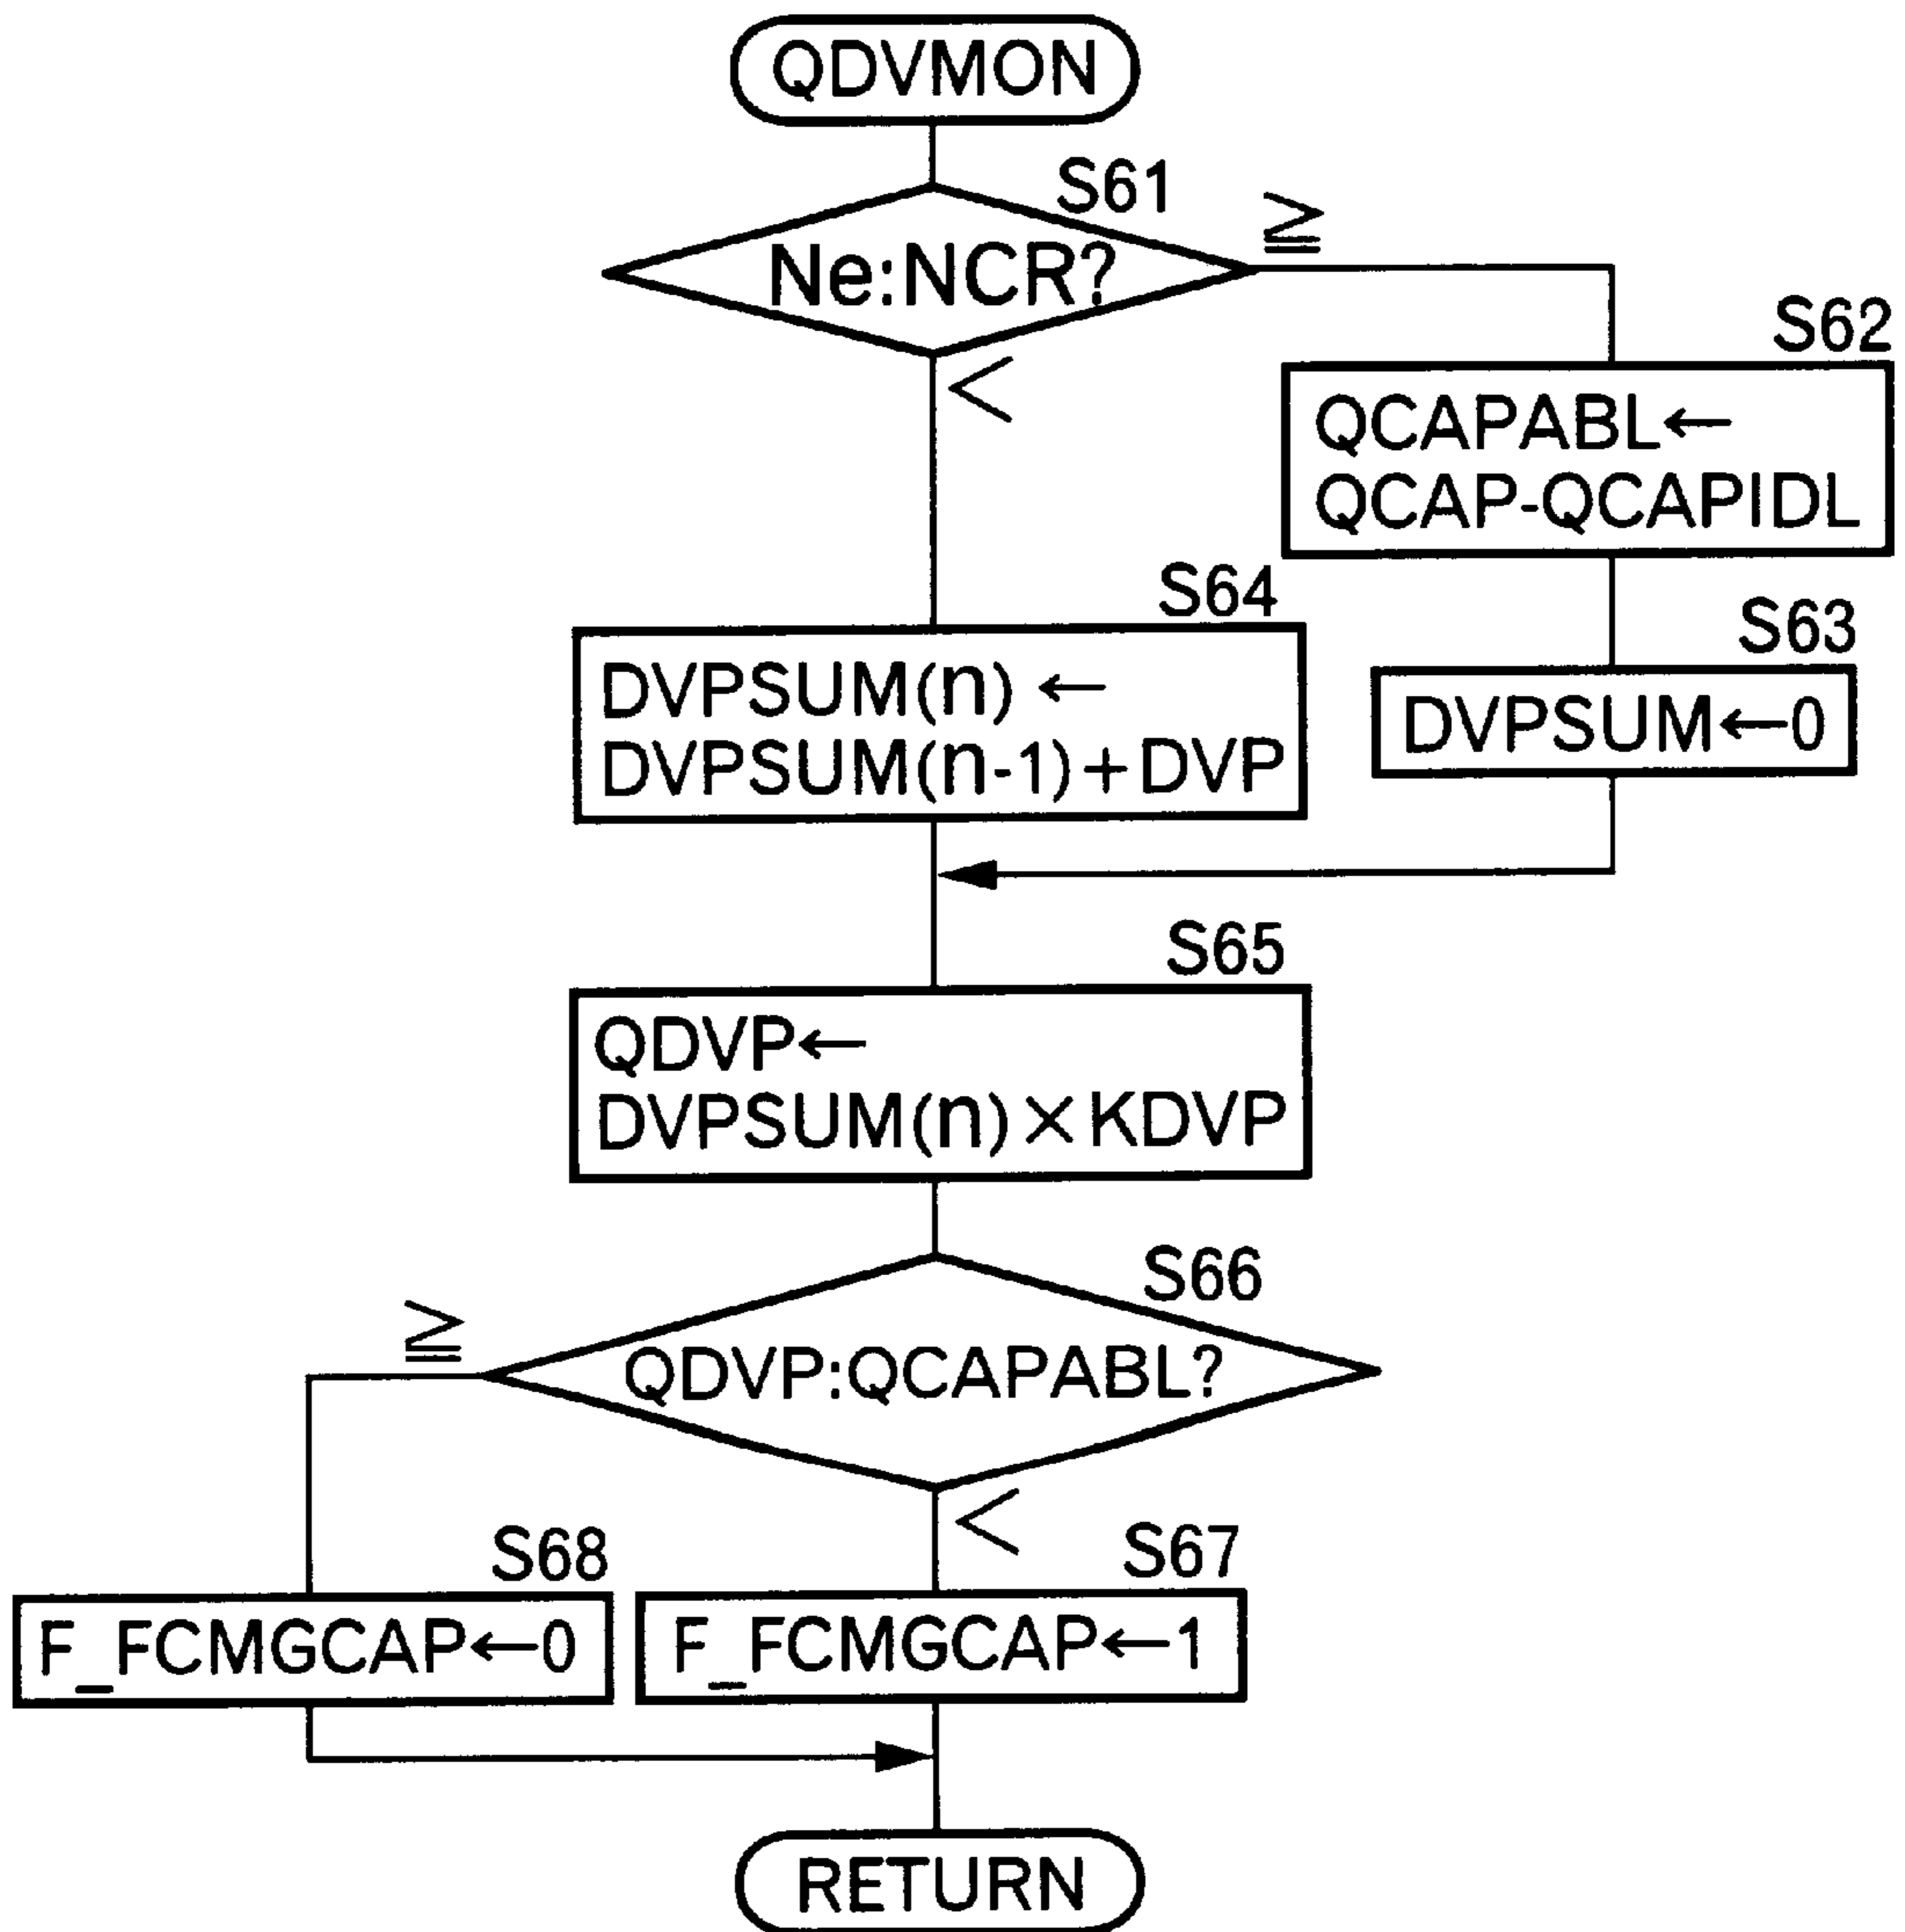 QDVMON
S61
Ne:NCR?
≧
<
S62
QCAPABL←
QCAP-QCAPIDL
S63
DVPSUM←0
S64
DVPSUM(n) ←
DVPSUM(n-1)+DVP
S65
QDVP←
DVPSUM(n)×KDVP
S66
QDVP:QCAPABL?
≧
<
S68
F_FCMGCAP←0
S67
F_FCMGCAP←1
RETURN